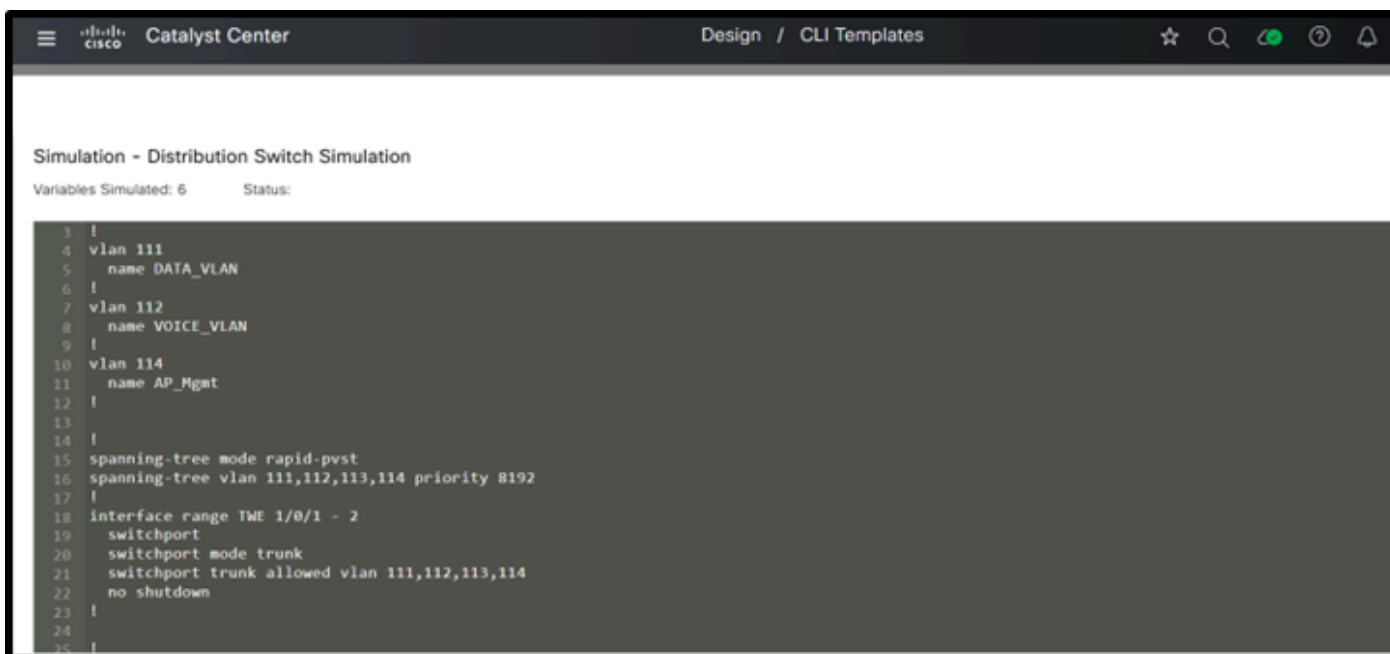 CISCO Catalyst Center Design / CLI Templates
Simulation - Distribution Switch Simulation
Variables Simulated: 6 Status:
3 !
4 vlan 111
5 name DATA_VLAN
6 !
7 vlan 112
8 name VOICE_VLAN
9 !
10 vlan 114
11 name AP_Mgmt
12 !
13
14 !
15 spanning-tree mode rapid-pvst
16 spanning-tree vlan 111,112,113,114 priority 8192
17 !
18 interface range TWE 1/0/1 - 2
19 switchport
20 switchport mode trunk
21 switchport trunk allowed vlan 111,112,113,114
22 no shutdown
23 !
24
25 !